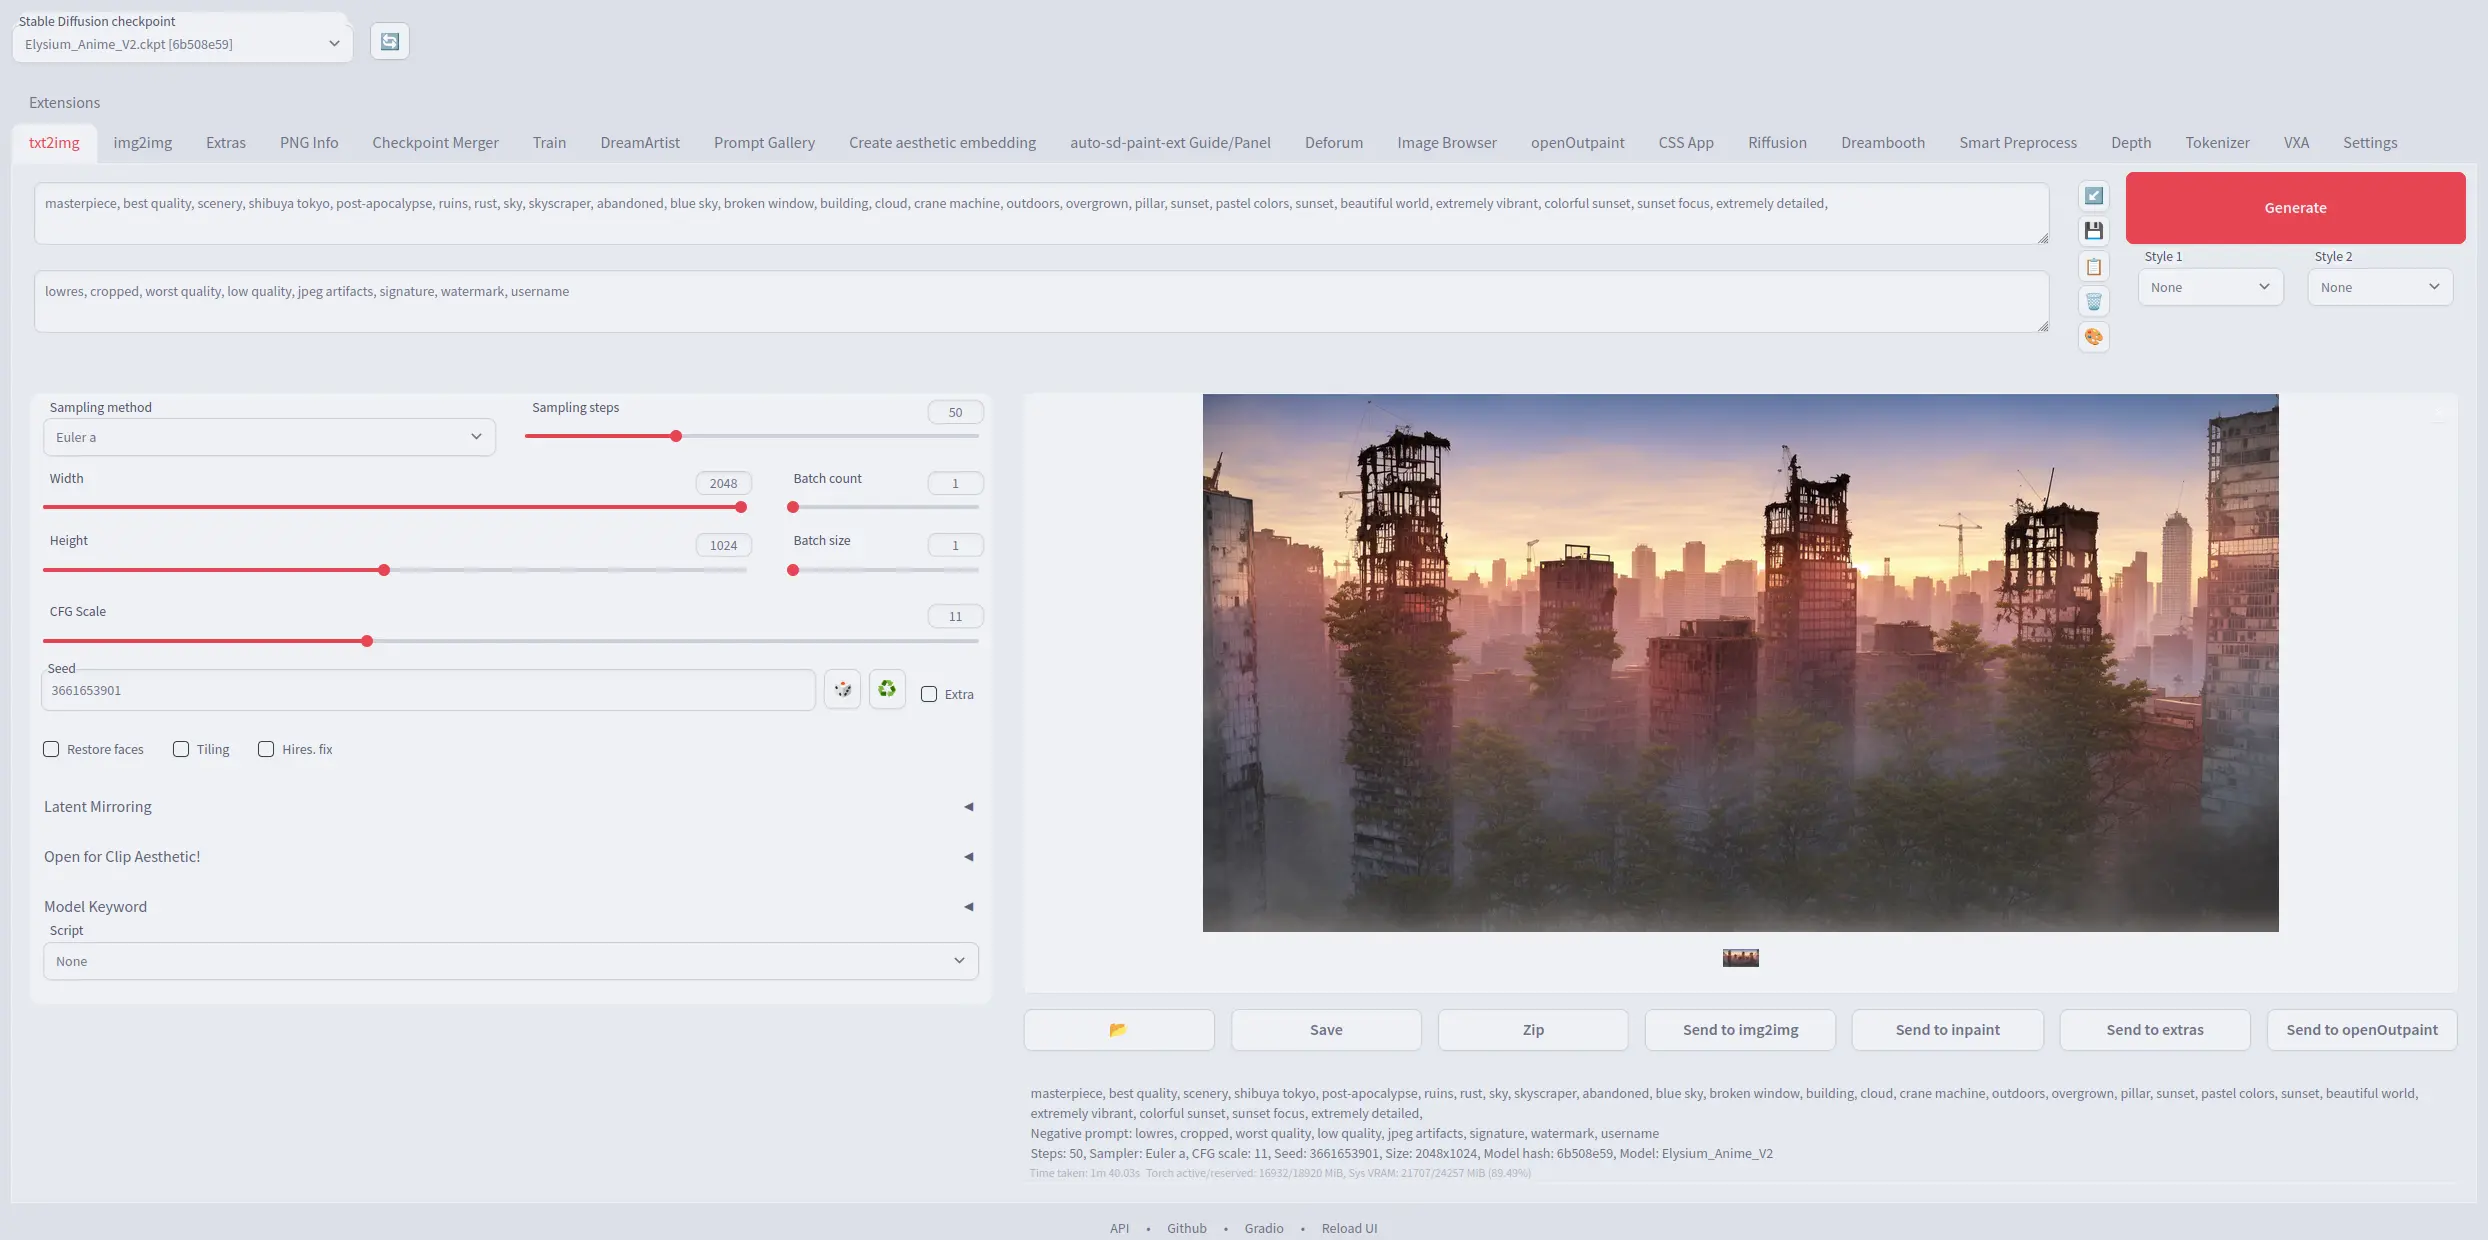 Stable Diffusion checkpoint
Elysium_Anime_V2.ckpt [6b508e59]
Extensions
txt2img img2img Extras PNG Info Checkpoint Merger Train DreamArtist Prompt Gallery Create aesthetic embedding auto-sd-paint-ext Guide/Panel Deforum Image Browser openOutpaint CSS App Riffusion Dreambooth Smart Preprocess Depth Tokenizer VXA Settings
masterpiece, best quality, scenery, shibuya tokyo, post-apocalypse, ruins, rust, sky, skyscraper, abandoned, blue sky, broken window, building, cloud, crane machine, outdoors, overgrown, pillar, sunset, pastel colors, sunset, beautiful world, extremely vibrant, colorful sunset, sunset focus, extremely detailed,
Generate
Style 1 Style 2
None None
lowres, cropped, worst quality, low quality, jpeg artifacts, signature, watermark, username
Sampling method
Euler a
Sampling steps 50
Width 2048
Batch count 1
Height 1024
Batch size 1
CFG Scale 11
Seed
3661653901
Extra
Restore faces Tiling Hires. fix
Latent Mirroring
Open for Clip Aesthetic!
Model Keyword
Script
None
Save Zip Send to img2img Send to inpaint Send to extras Send to openOutpaint
masterpiece, best quality, scenery, shibuya tokyo, post-apocalypse, ruins, rust, sky, skyscraper, abandoned, blue sky, broken window, building, cloud, crane machine, outdoors, overgrown, pillar, sunset, pastel colors, sunset, beautiful world,
extremely vibrant, colorful sunset, sunset focus, extremely detailed,
Negative prompt: lowres, cropped, worst quality, low quality, jpeg artifacts, signature, watermark, username
Steps: 50, Sampler: Euler a, CFG scale: 11, Seed: 3661653901, Size: 2048x1024, Model hash: 6b508e59, Model: Elysium_Anime_V2
Time taken: 1m 40.03s Torch active/reserved: 16932/18920 MiB, Sys VRAM: 21707/24257 MiB (89.49%)
API • Github • Gradio • Reload UI